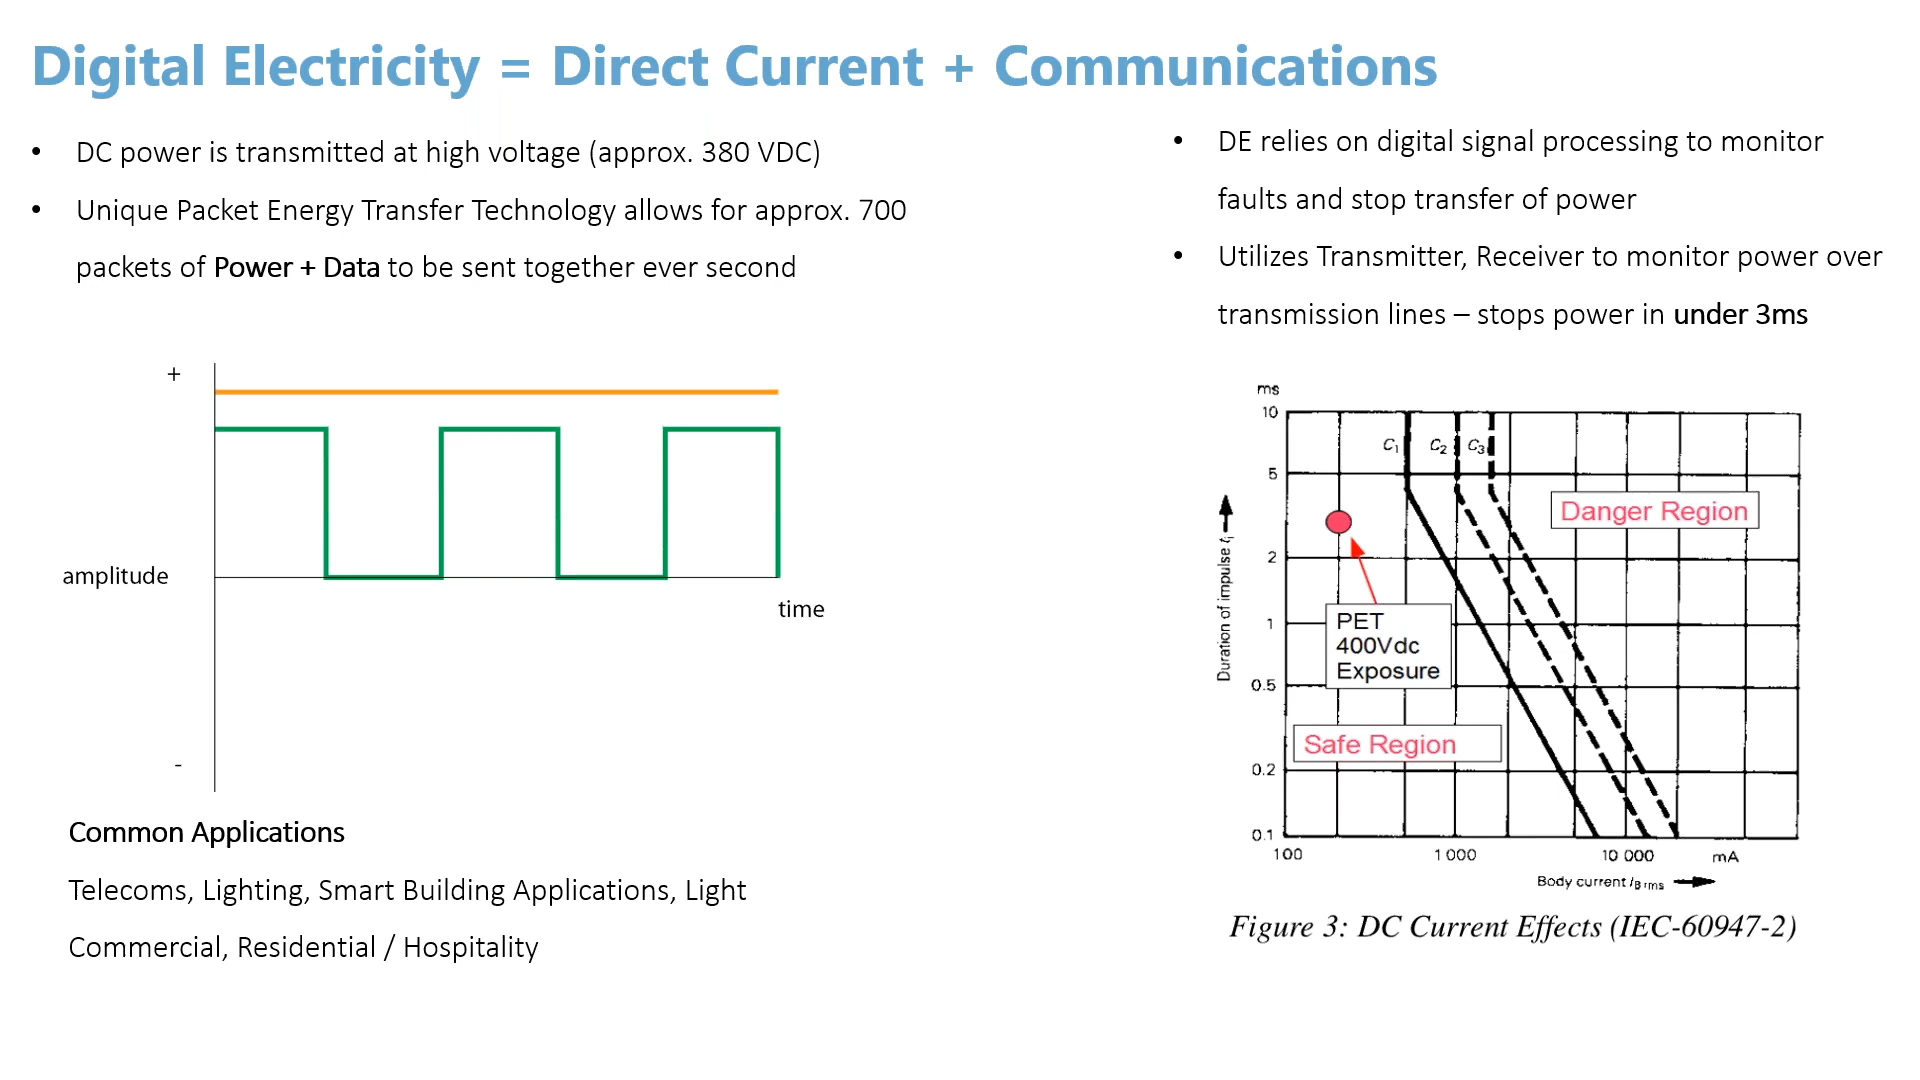 Digital Electricity = Direct Current + Communications
• DC power is transmitted at high voltage (approx. 380 VDC)
• Unique Packet Energy Transfer Technology allows for approx. 700
packets of Power + Data to be sent together ever second
+
amplitude
time
-
Common Applications
Telecoms, Lighting, Smart Building Applications, Light
Commercial, Residential / Hospitality
• DE relies on digital signal processing to monitor
faults and stop transfer of power
• Utilizes Transmitter, Receiver to monitor power over
transmission lines – stops power in under 3ms
ms
10
C1 C2 C3
5
Danger Region
2
Duration of impulse ti
1
PET
400Vdc
Exposure
0.5
Safe Region
0.2
0.1
100 1 000 10 000 mA
Body current IB rms
Figure 3: DC Current Effects (IEC-60947-2)